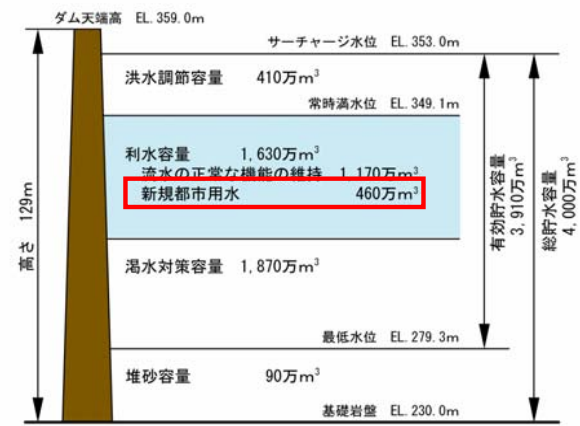 ダム天端高 EL.359.0m
サーチャージ水位 EL.353.0m
洪水調節容量 410万m³
常時満水位 EL.349.1m
利水容量 1,630万m³
流水の正常な機能の維持 1,170万m³
新規都市用水 460万m³
渇水対策容量 1,870万m³
最低水位 EL.279.3m
堆砂容量 90万m³
基礎岩盤 EL.230.0m
高さ 129m
有効貯水容量
3,910万m³
総貯水容量
4,000万m³